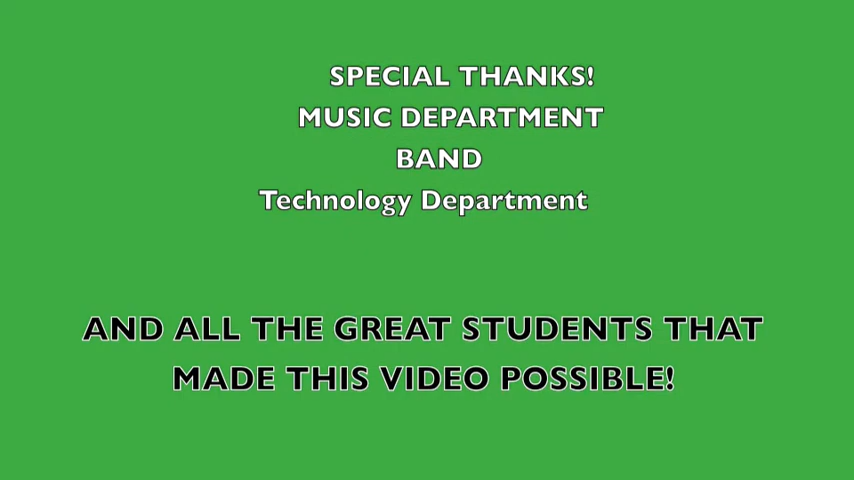 SPECIAL THANKS!
MUSIC DEPARTMENT
BAND
Technology Department
AND ALL THE GREAT STUDENTS THAT
MADE THIS VIDEO POSSIBLE!